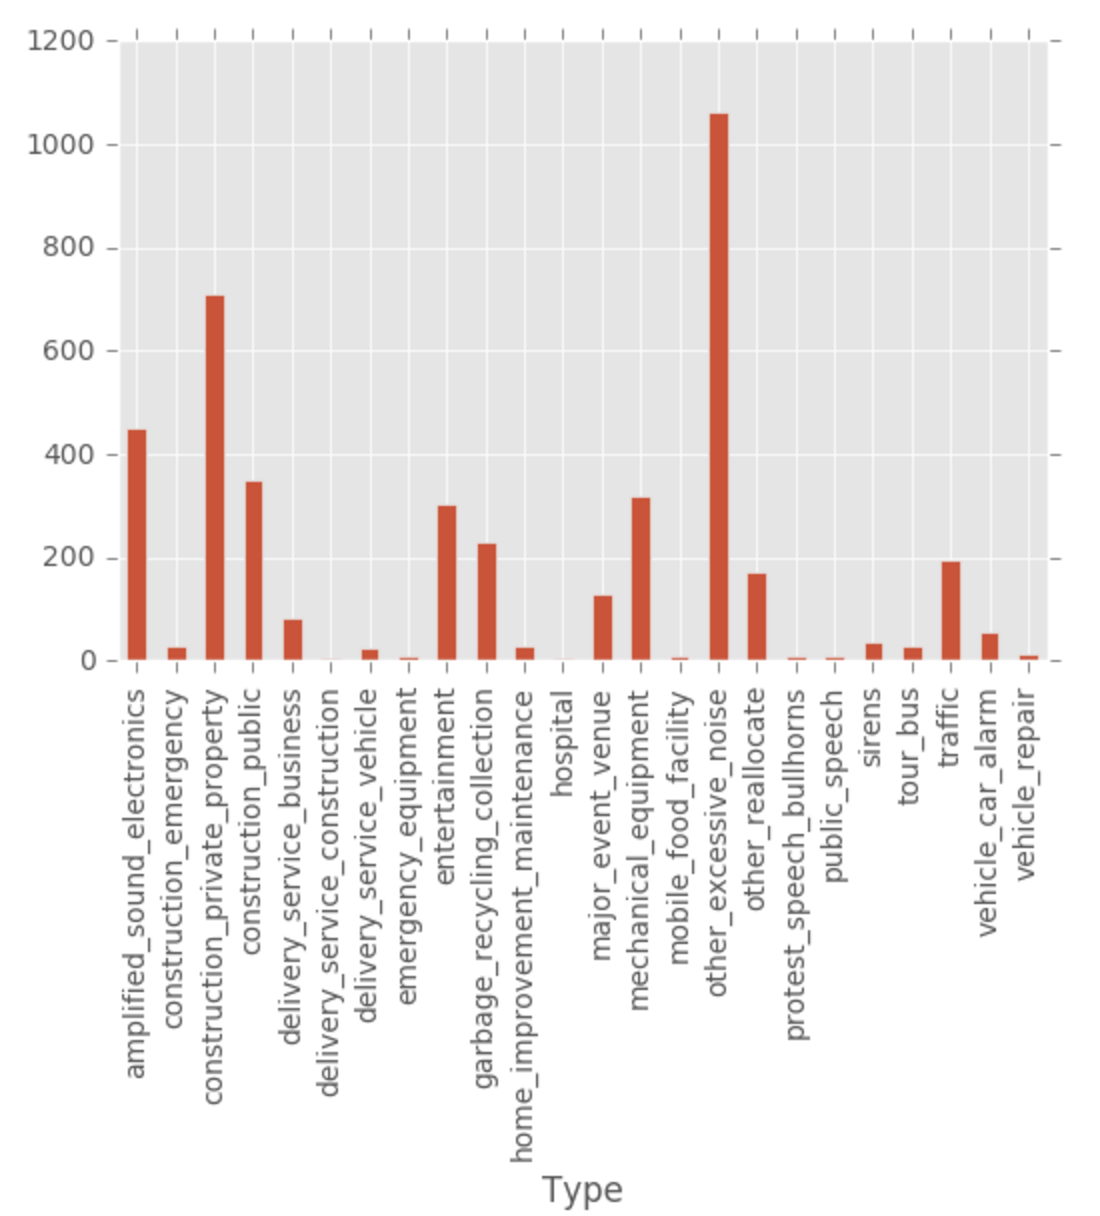 1200
1000
800
600
400
200
0
amplified_sound_electronics
construction_emergency
construction_private_property
construction_public
delivery_service_business
delivery_service_construction
delivery_service_vehicle
emergency_equipment
entertainment
garbage_recycling_collection
home_improvement_maintenance
hospital
major_event_venue
mechanical_equipment
mobile_food_facility
other_excessive_noise
other_reallocate
protest_speech_bullhorns
public_speech
sirens
tour_bus
traffic
vehicle_car_alarm
vehicle_repair
Type